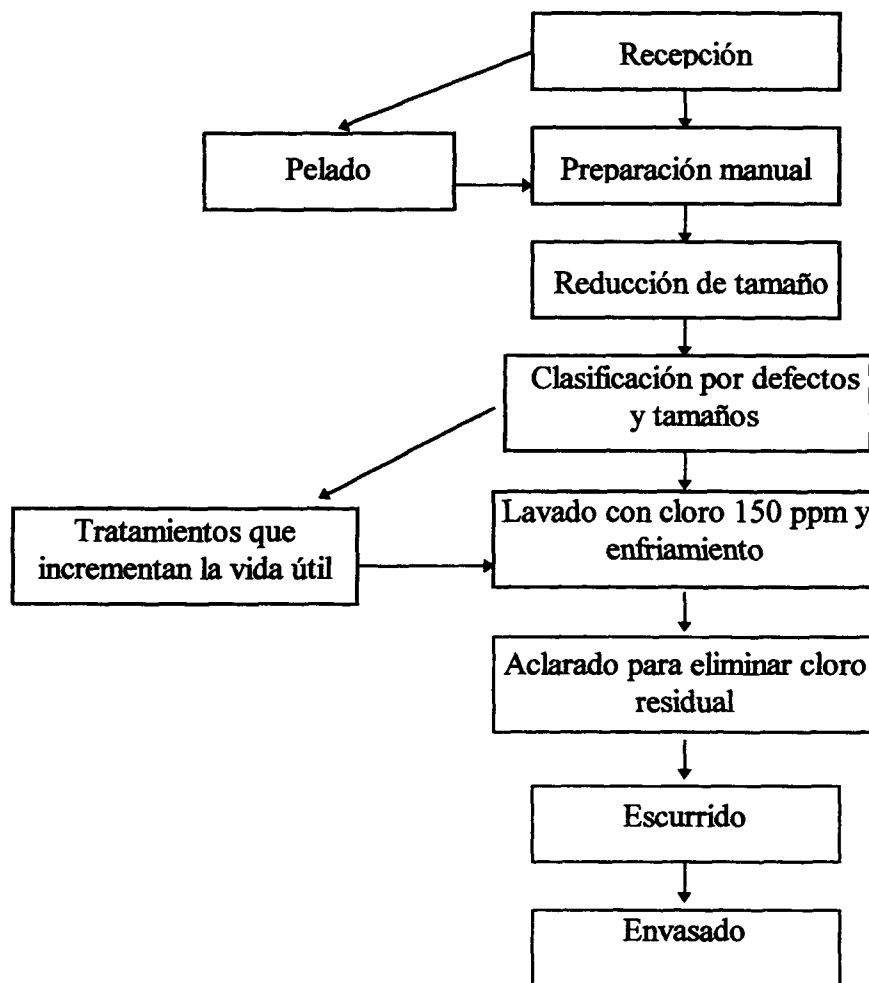 Recepción
Pelado
Preparación manual
Reducción de tamaño
Clasificación por defectos
y tamaños
Tratamientos que
incrementan la vida útil
Lavado con cloro 150 ppm y
enfriamiento
Aclarado para eliminar cloro
residual
Escurrido
Envasado